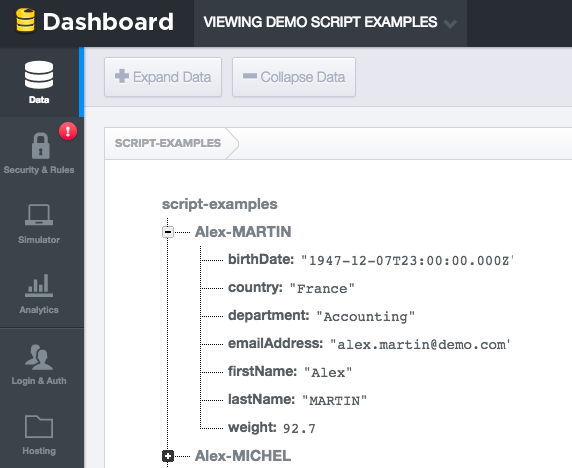 Dashboard
VIEWING DEMO SCRIPT EXAMPLES
Expand Data
Collapse Data
Data
Security & Rules
Simulator
Analytics
Login & Auth
Hosting
SCRIPT-EXAMPLES
script-examples
Alex-MARTIN
birthDate: "1947-12-07T23:00:00.000Z"
country: "France"
department: "Accounting"
emailAddress: "alex.martin@demo.com"
firstName: "Alex"
lastName: "MARTIN"
weight: 92.7
Alex-MICHEL